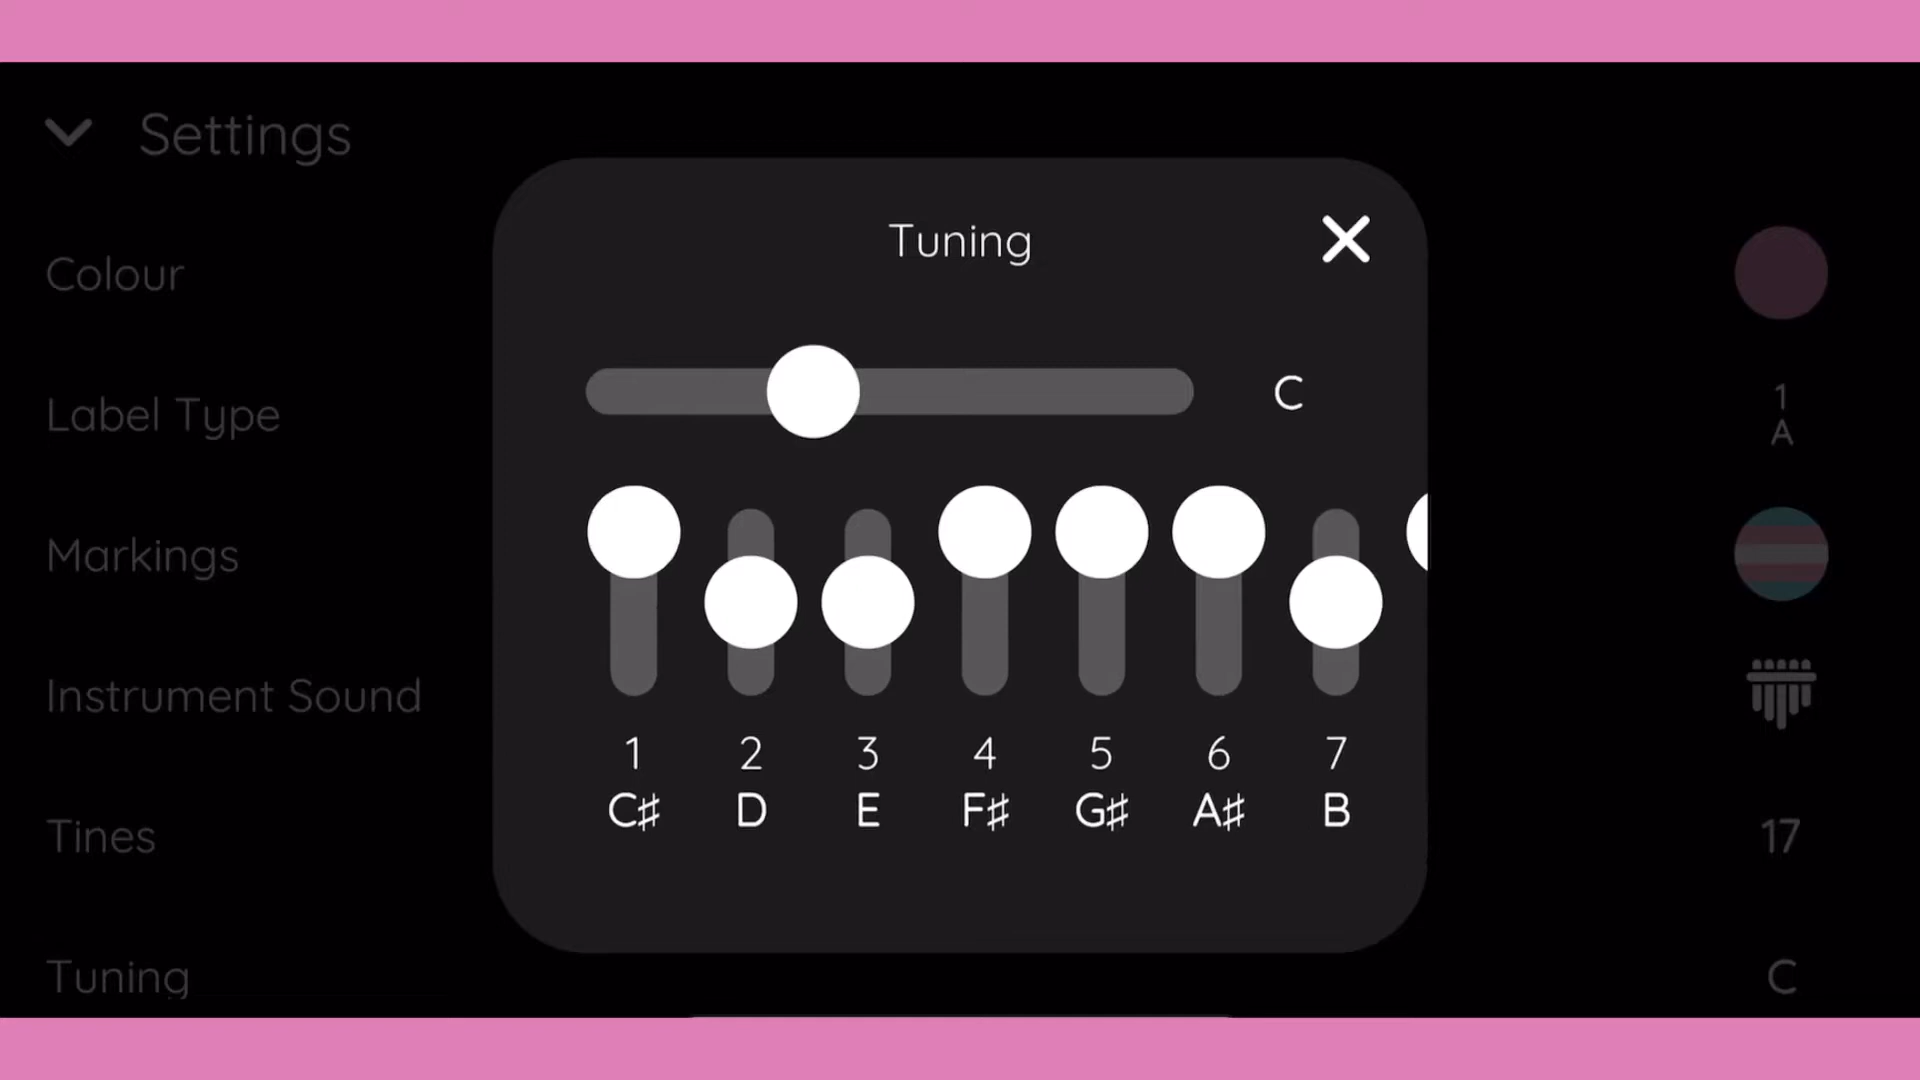 Settings
Tuning
Colour
C
Label Type
1
A
Markings
Instrument Sound
1 2 3 4 5 6 7
C♯ D E F♯ G♯ A♯ B
Tines
17
Tuning
C